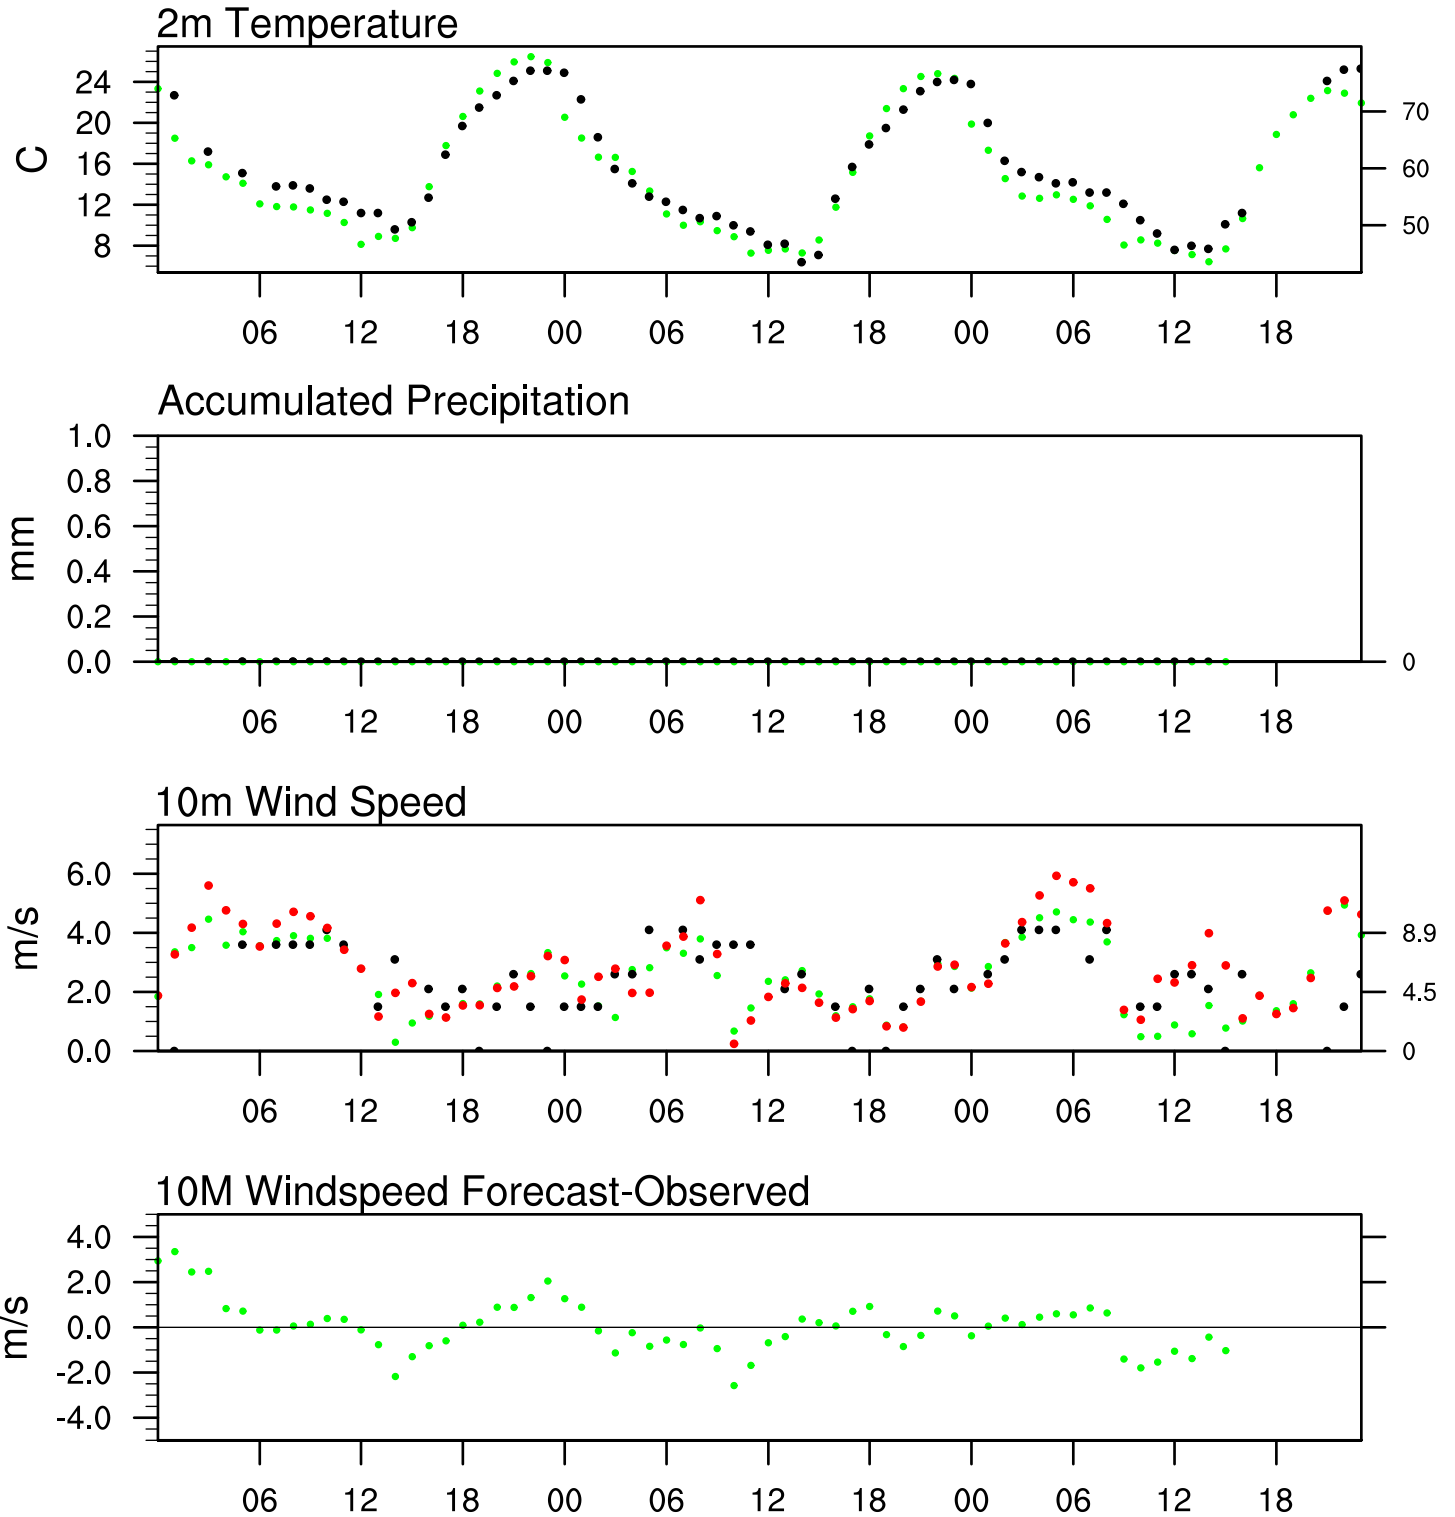 2m Temperature
C
24
20
16
12
8
70
60
50
06 12 18 00 06 12 18 00 06 12 18
Accumulated Precipitation
mm
1.0
0.8
0.6
0.4
0.2
0.0
0
06 12 18 00 06 12 18 00 06 12 18
10m Wind Speed
m/s
6.0
4.0
2.0
0.0
8.9
4.5
0
06 12 18 00 06 12 18 00 06 12 18
10M Windspeed Forecast-Observed
m/s
4.0
2.0
0.0
-2.0
-4.0
06 12 18 00 06 12 18 00 06 12 18